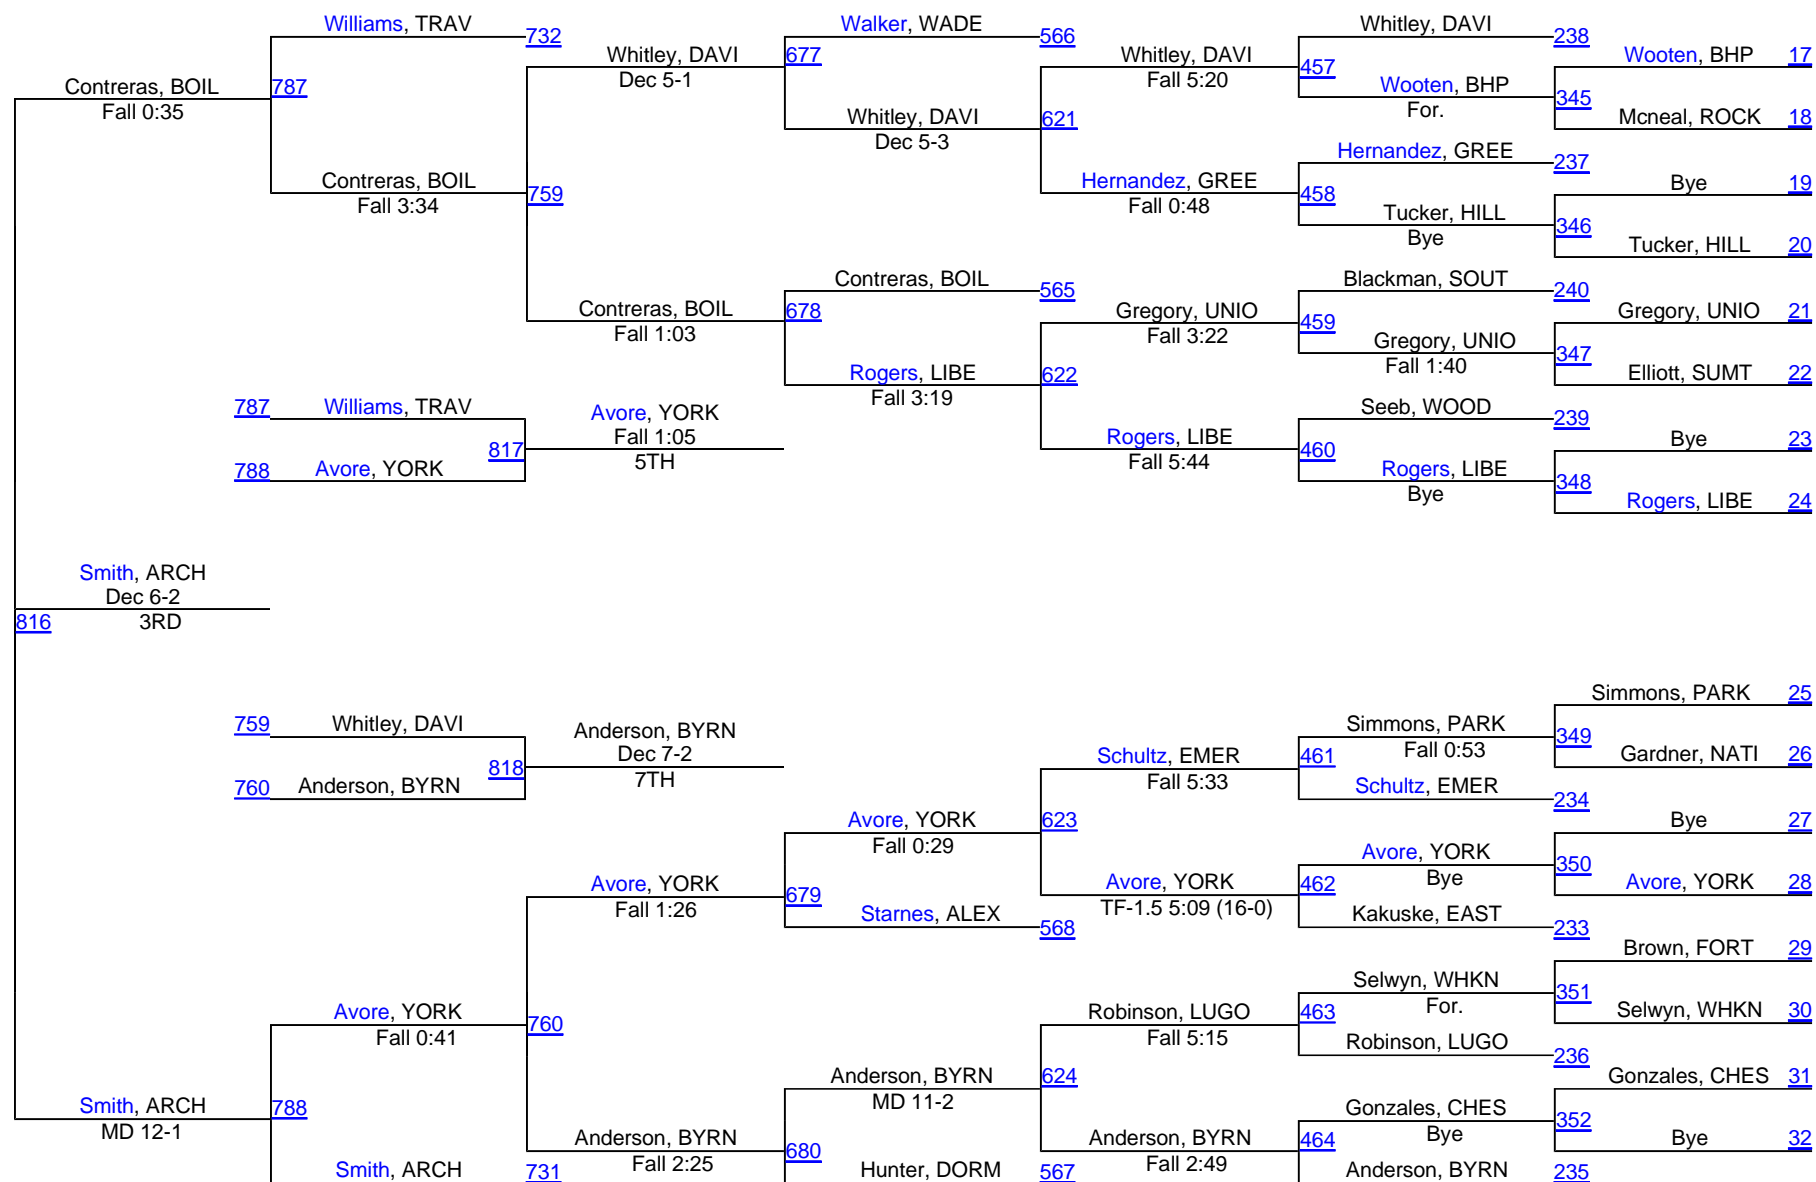 Williams, TRAV
732
Walker, WADE
566
Whitley, DAVI
238
Whitley, DAVI
Dec 5-1
677
Whitley, DAVI
Fall 5:20
457
Wooten, BHP
17
Contreras, BOIL
Fall 0:35
787
Wooten, BHP
For.
345
Whitley, DAVI
Dec 5-3
621
Mcneal, ROCK
18
Hernandez, GREE
237
Contreras, BOIL
Fall 3:34
759
Hernandez, GREE
Fall 0:48
458
Bye
19
Tucker, HILL
Bye
346
Tucker, HILL
20
Contreras, BOIL
565
Blackman, SOUT
240
Contreras, BOIL
Fall 1:03
678
Gregory, UNIO
Fall 3:22
459
Gregory, UNIO
21
Gregory, UNIO
Fall 1:40
347
Rogers, LIBE
Fall 3:19
622
Elliott, SUMT
22
787
Williams, TRAV
Avore, YORK
Fall 1:05
5TH
817
788
Avore, YORK
Seeb, WOOD
239
Rogers, LIBE
Fall 5:44
460
Bye
23
Rogers, LIBE
Bye
348
Rogers, LIBE
24
Smith, ARCH
Dec 6-2
3RD
816
Simmons, PARK
25
759
Whitley, DAVI
Anderson, BYRN
Dec 7-2
7TH
818
760
Anderson, BYRN
Simmons, PARK
Fall 0:53
349
Schultz, EMER
Fall 5:33
461
Gardner, NATI
26
Schultz, EMER
234
Avore, YORK
Fall 0:29
623
Bye
27
Avore, YORK
Bye
350
Avore, YORK
Fall 1:26
679
Avore, YORK
TF-1.5 5:09 (16-0)
462
Avore, YORK
28
Starnes, ALEX
568
Kakuske, EAST
233
Brown, FORT
29
Selwyn, WHKN
For.
351
Avore, YORK
Fall 0:41
760
Robinson, LUGO
Fall 5:15
463
Selwyn, WHKN
30
Robinson, LUGO
236
Anderson, BYRN
MD 11-2
624
Gonzales, CHES
31
Smith, ARCH
MD 12-1
788
Gonzales, CHES
Bye
352
Anderson, BYRN
Fall 2:25
680
Anderson, BYRN
Fall 2:49
464
Bye
32
Smith, ARCH
731
Hunter, DORM
567
Anderson, BYRN
235